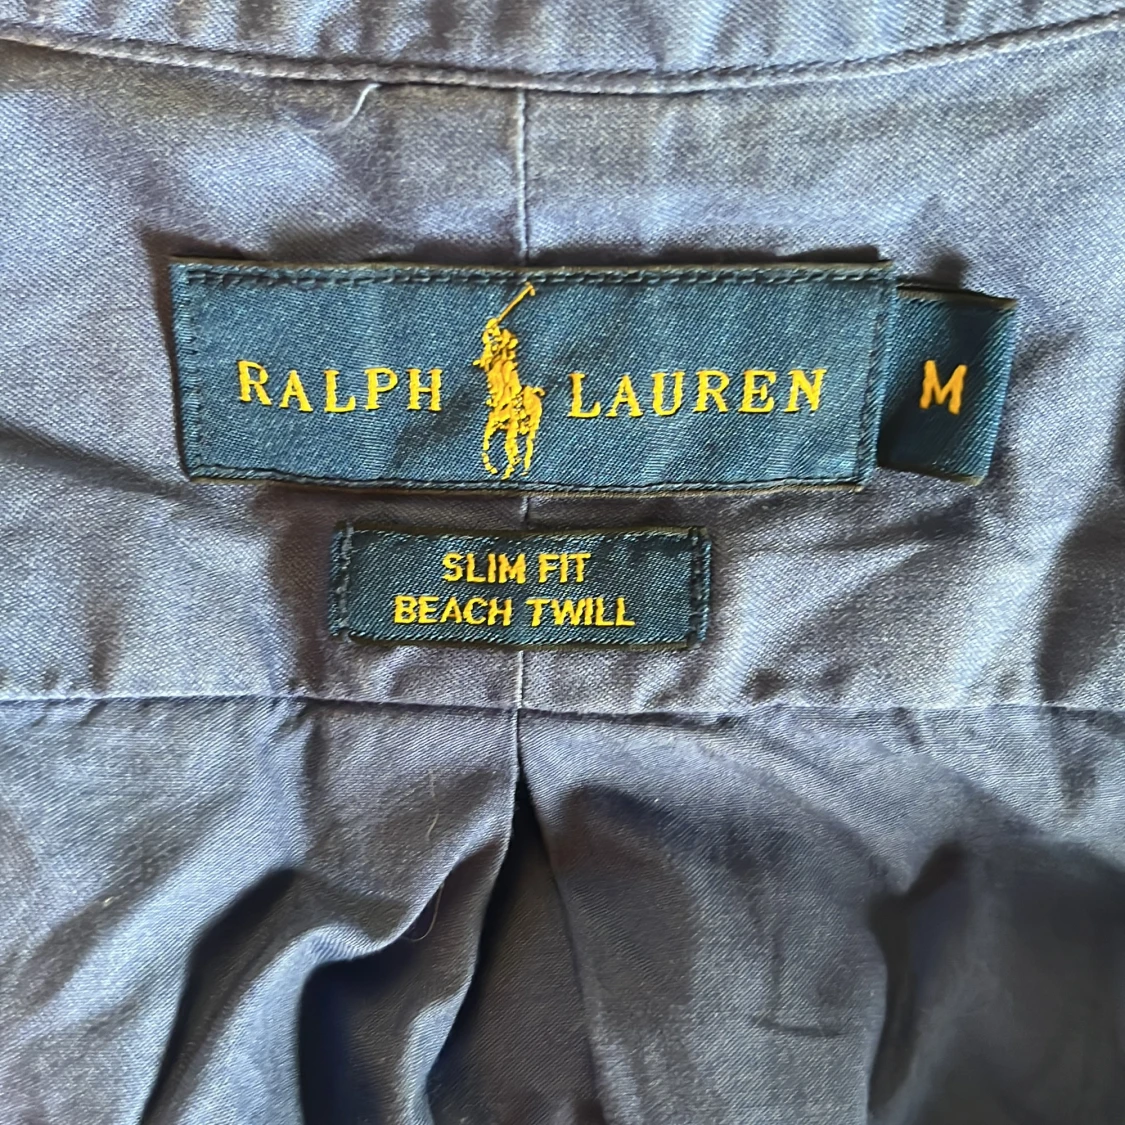 RALPH LAUREN M
SLIM FIT
BEACH TWILL